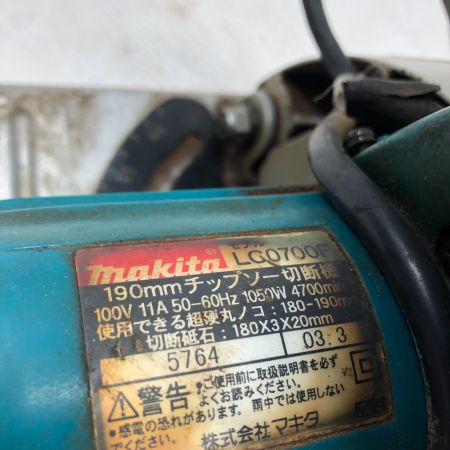 makita® モデル LC0700F
190mmチップソー切断機
100V 11A 50-60Hz 1050W 4700min
使用できる超硬丸ノコ:180-190mm
切断砥石:180X3X20mm
5764 03.3
⚠警告 ・ご使用前に取扱説明書を必ず
よくお読みください。
・感電の恐れがあります。雨中では使用しない
でください。 株式会社マキタ